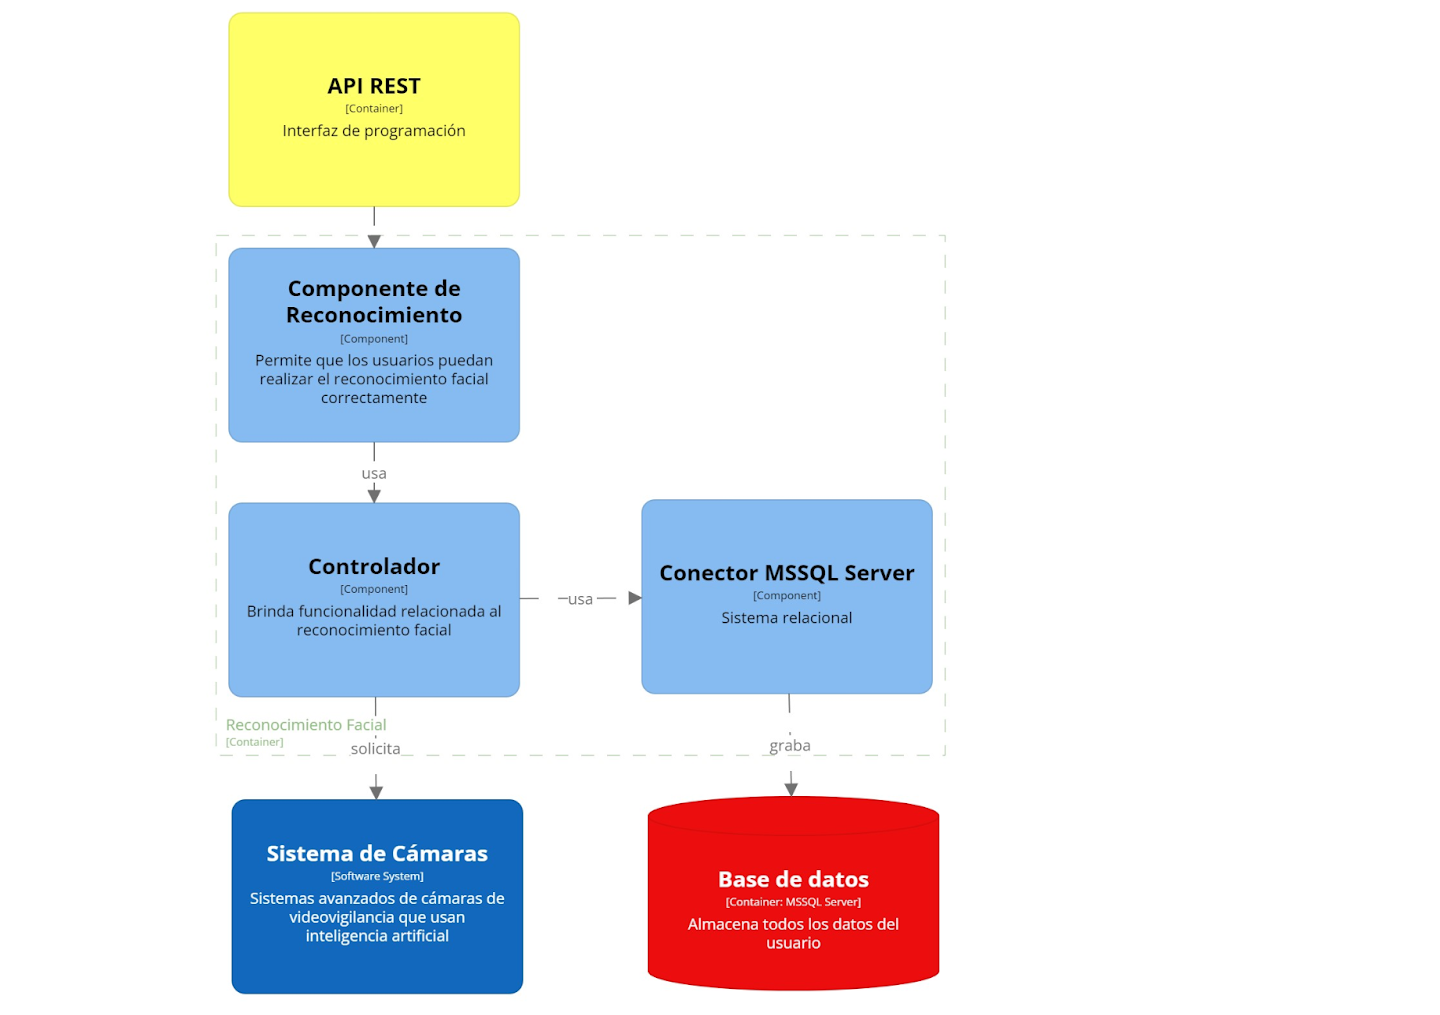 API REST
[Container]
Interfaz de programación
Componente de
Reconocimiento
[Component]
Permite que los usuarios puedan
realizar el reconocimiento facial
correctamente
usa
Controlador
[Component]
Brinda funcionalidad relacionada al
reconocimiento facial
usa
Conector MSSQL Server
[Component]
Sistema relacional
Reconocimiento Facial
[Container]
solicita
graba
Sistema de Cámaras
[Software System]
Sistemas avanzados de cámaras de
videovigilancia que usan
inteligencia artificial
Base de datos
[Container: MSSQL Server]
Almacena todos los datos del
usuario